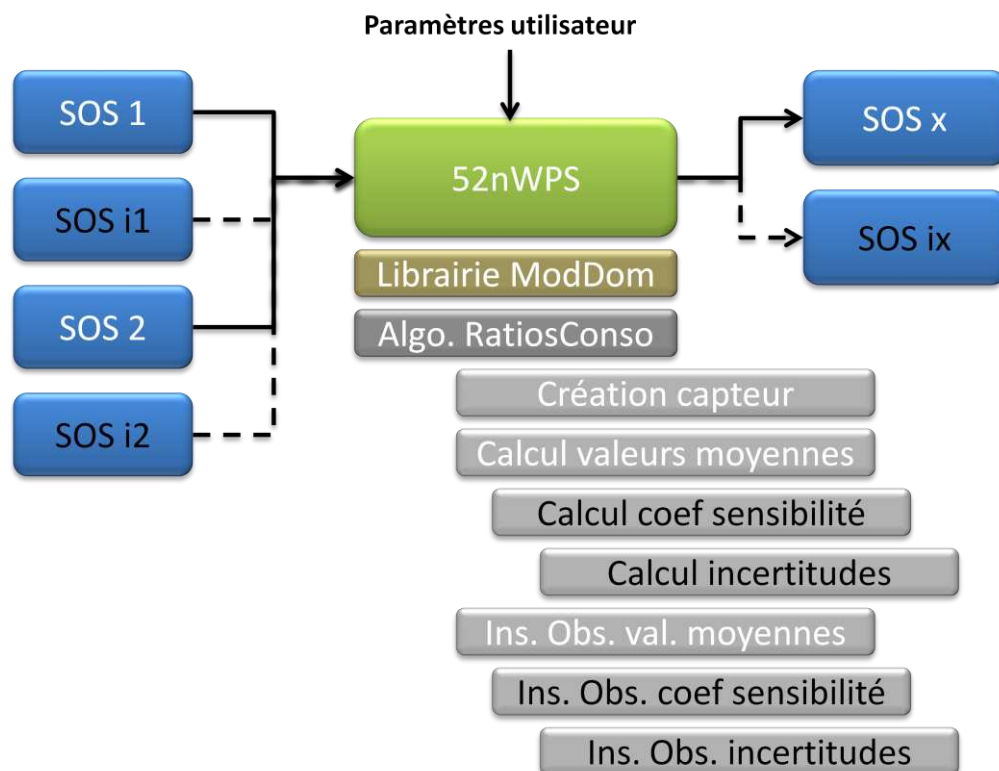 Paramètres utilisateur
SOS 1
SOS i1
SOS 2
SOS i2
52nWPS
SOS x
SOS ix
Librairie ModDom
Algo. RatiosConso
Création capteur
Calcul valeurs moyennes
Calcul coef sensibilité
Calcul incertitudes
Ins. Obs. val. moyennes
Ins. Obs. coef sensibilité
Ins. Obs. incertitudes